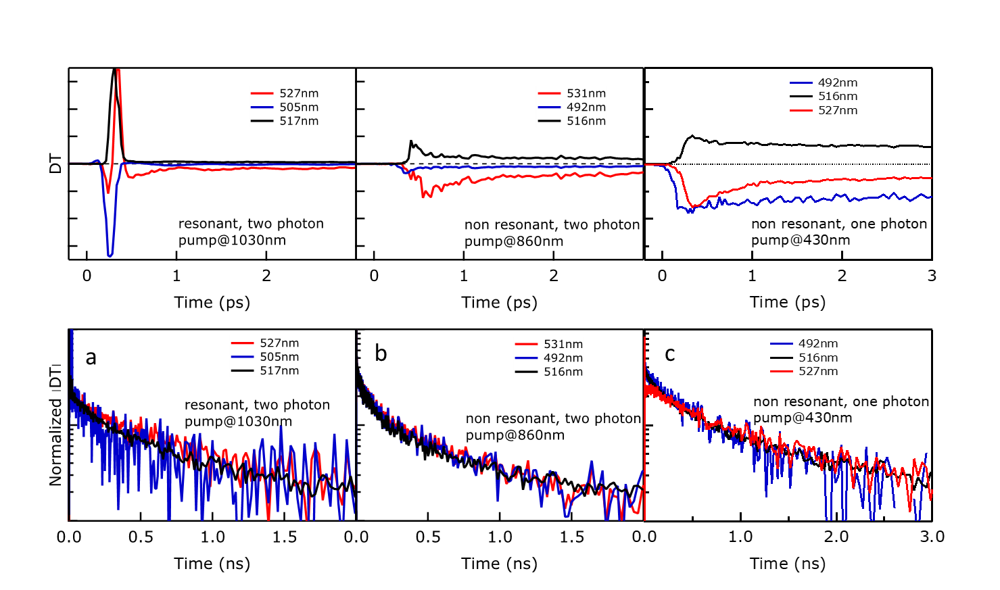 527nm
505nm
517nm
531nm
492nm
516nm
492nm
516nm
527nm
DT
resonant, two photon
pump@1030nm
non resonant, two photon
pump@860nm
non resonant, one photon
pump@430nm
0 1 2
0 1 2
0 1 2 3
Time (ps)
Time (ps)
Time (ps)
a
527nm
505nm
517nm
b
531nm
492nm
516nm
c
492nm
516nm
527nm
Normalized |DT|
resonant, two photon
pump@1030nm
non resonant, two photon
pump@860nm
non resonant, one photon
pump@430nm
0.0 0.5 1.0 1.5
0.0 0.5 1.0 1.5
0.0 1.0 2.0 3.0
Time (ns)
Time (ns)
Time (ns)